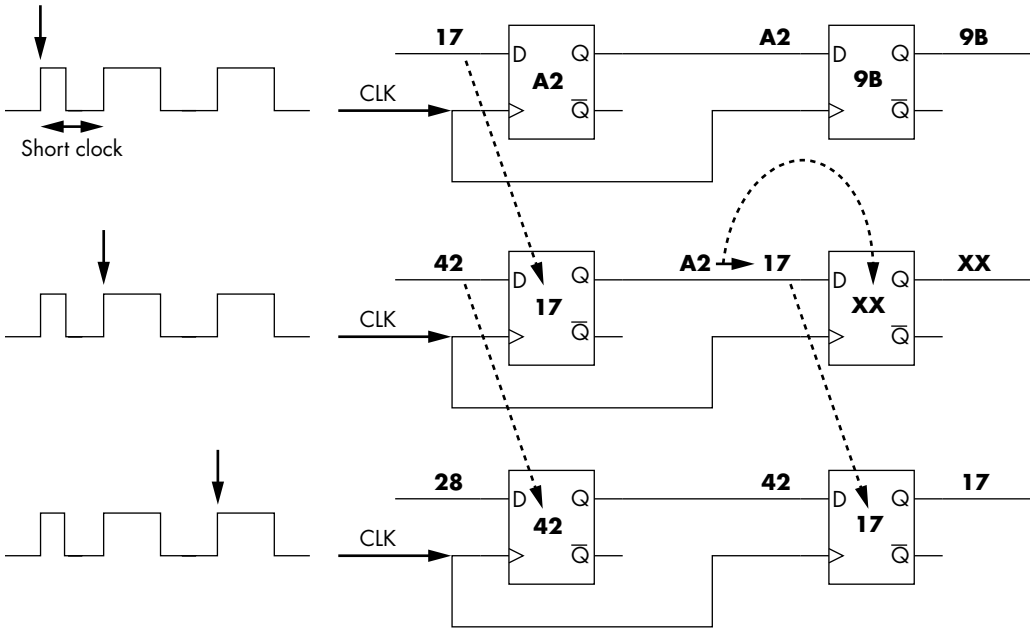 17 A2 9B
D Q D Q
A2 9B
CLK Q Q
Short clock
42 A2 17 XX
D Q D Q
17 XX
CLK Q Q
28 42 17
D Q D Q
42 17
CLK Q Q